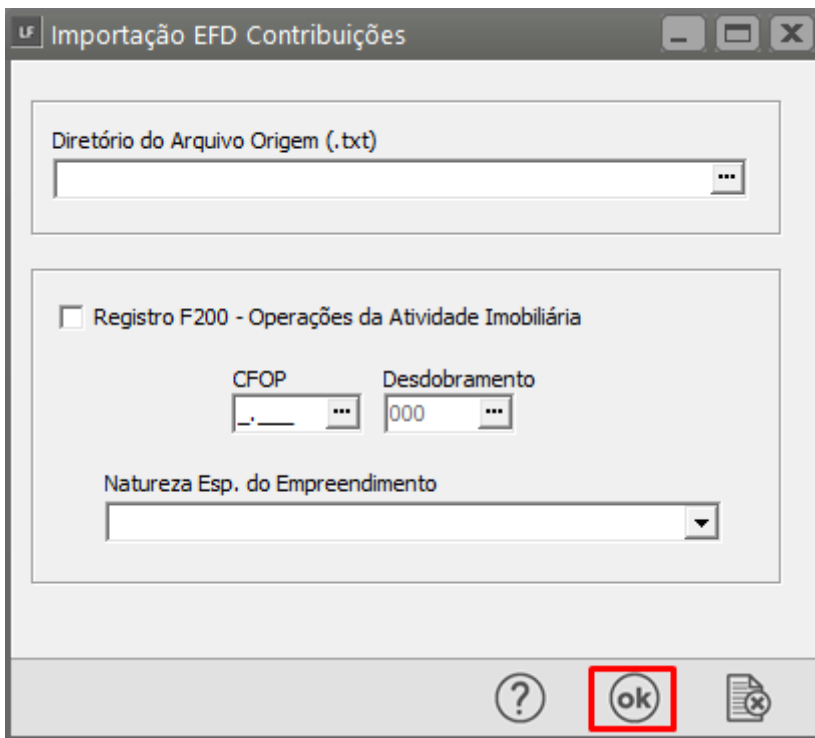 LF Importação EFD Contribuições
Diretório do Arquivo Origem (.txt)
...
Registro F200 - Operações da Atividade Imobiliária
CFOP Desdobramento
_.___ ... 000 ...
Natureza Esp. do Empreendimento
? ok